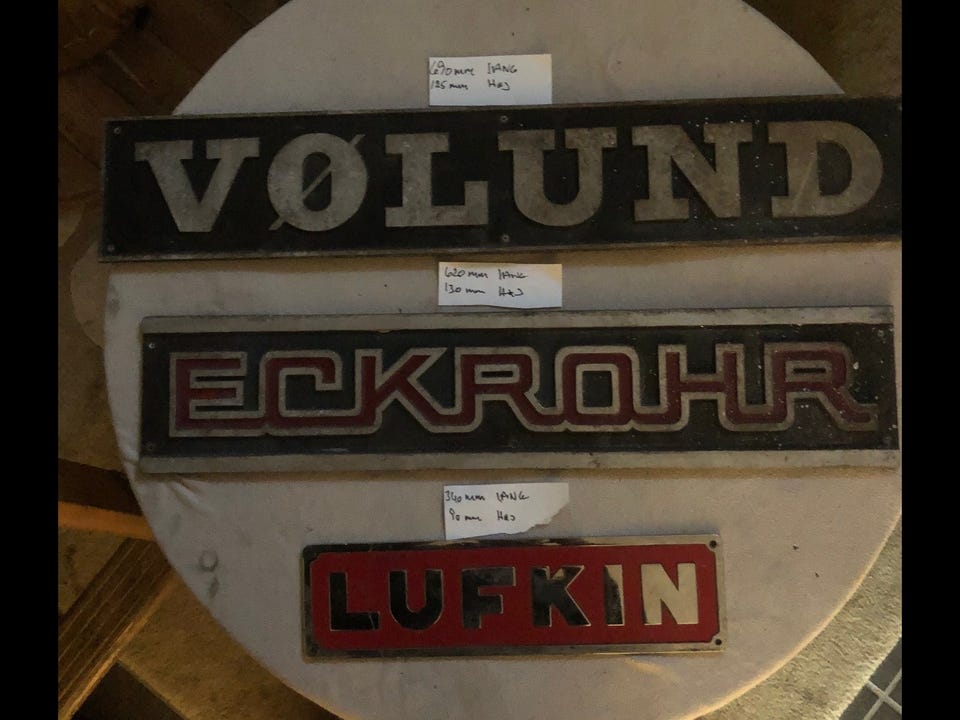 690 mm LANG
125 mm HØJ
VØLUND
620 mm LANG
130 mm HØJ
ECKROHR
340 mm LANG
90 mm HØJ
LUFKIN